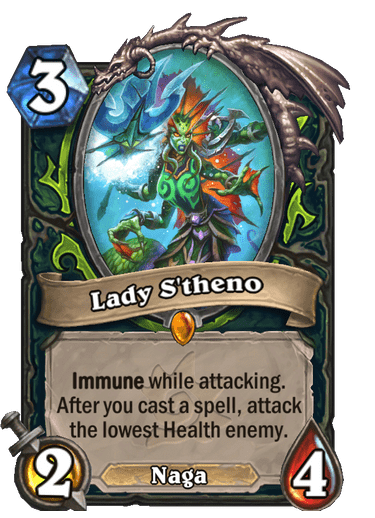 3
Lady S'theno
Immune while attacking.
After you cast a spell, attack
the lowest Health enemy.
2
Naga
4